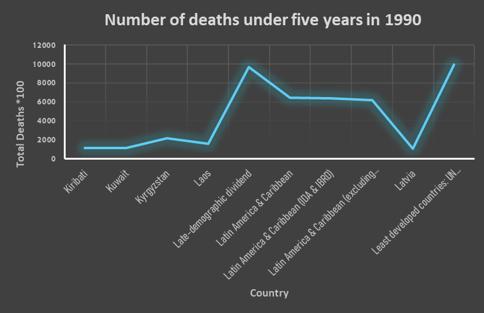 Number of deaths under five years in 1990
Total Deaths *100
12000
10000
8000
6000
4000
2000
0
Kiribati
Kuwait
Kyrgyzstan
Laos
Late-demographic dividend
Latin America & Caribbean
Latin America & Caribbean (IDA & IBRD)
Latin America & Caribbean (excluding...
Latvia
Least developed countries: UN...
Country